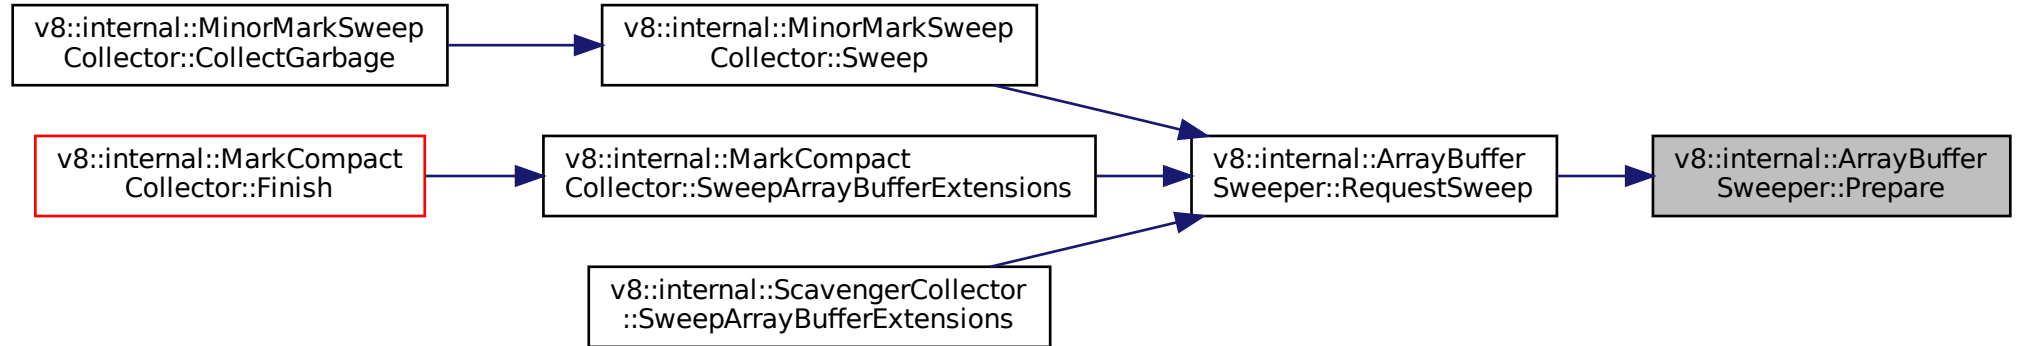 v8::internal::MinorMarkSweep
Collector::CollectGarbage
v8::internal::MinorMarkSweep
Collector::Sweep
v8::internal::MarkCompact
Collector::Finish
v8::internal::MarkCompact
Collector::SweepArrayBufferExtensions
v8::internal::ArrayBuffer
Sweeper::RequestSweep
v8::internal::ArrayBuffer
Sweeper::Prepare
v8::internal::ScavengerCollector
::SweepArrayBufferExtensions